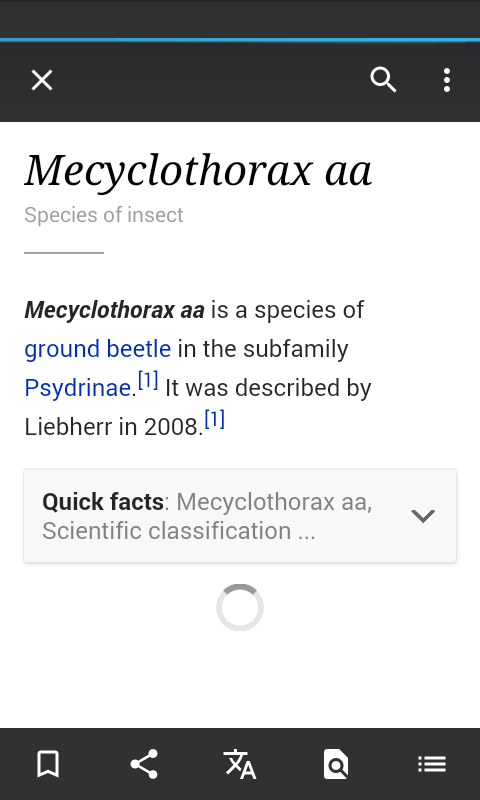 Mecyclothorax aa
Species of insect
Mecyclothorax aa is a species of
ground beetle in the subfamily
Psydrinae.[1] It was described by
Liebherr in 2008.[1]
Quick facts: Mecyclothorax aa,
Scientific classification ...